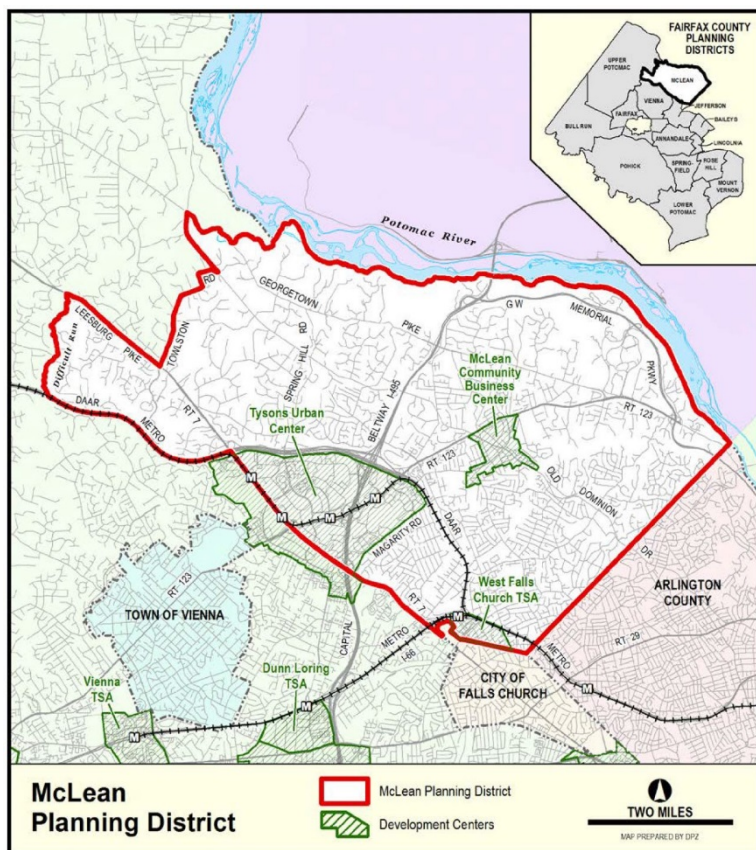 FAIRFAX COUNTY
PLANNING
DISTRICTS
UPPER
POTOMAC
MCLEAN
VIENNA
JEFFERSON
FAIRFAX
BAILEYS
BULL RUN
ANNANDALE
LINCOLNIA
POHICK
SPRING-
FIELD
ROSE
HILL
MOUNT
VERNON
LOWER
POTOMAC
Potomac River
TOWLSTON RD
GEORGETOWN PIKE
GW MEMORIAL PKWY
LEESBURG PIKE
Difficult Run
SPRING HILL RD
BELTWAY I-495
McLean
Community
Business
Center
RT 123
DAAR
METRO
RT 7
Tysons Urban
Center
RT. 123
OLD DOMINION DR
M
M
M
M
MAGARITY RD
DAAR
RT. 123
TOWN OF VIENNA
CAPITAL
RT 7
West Falls
Church TSA
ARLINGTON
COUNTY
M
METRO
RT. 29
METRO
I-66
CITY OF
FALLS CHURCH
M
Vienna
TSA
Dunn Loring
TSA
M
M
McLean
Planning District
McLean Planning District
Development Centers
TWO MILES
MAP PREPARED BY DPZ